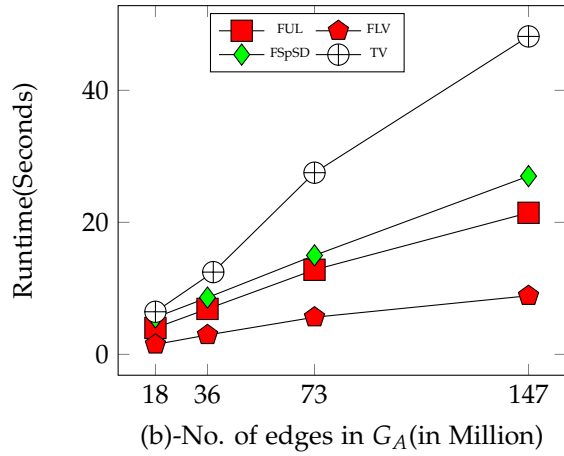 FUL FLV
FSpSD TV
40
20
0
Runtime(Seconds)
18 36 73 147
(b)-No. of edges in G_A(in Million)